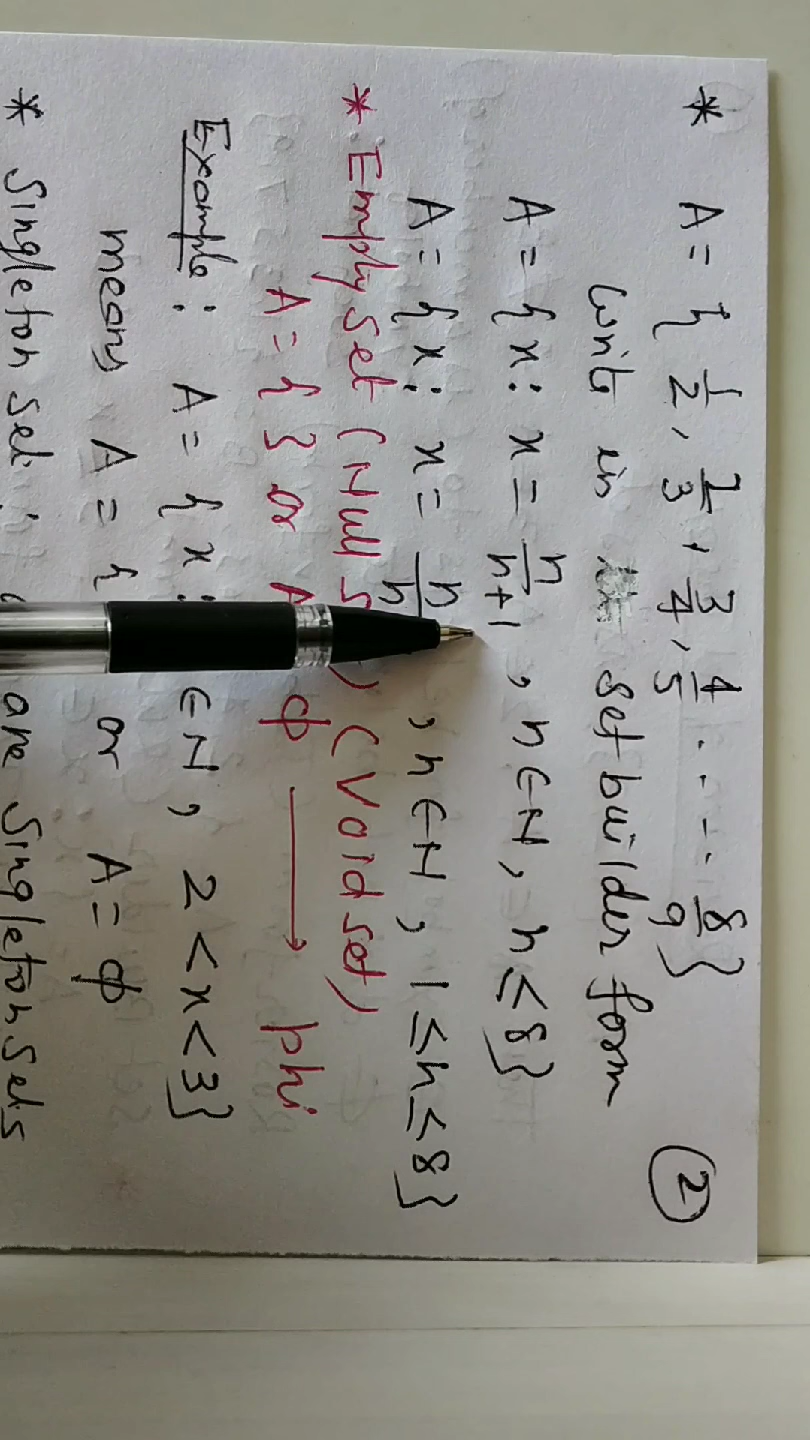 * A = { 1/2, 2/3, 3/4, 4/5 .... 8/9 } ②
Write in set builder form
A = { x : x = n/n+1 , n ∈ N, n ≤ 8 }
A = { x : x = n/n , n ∈ N, 1 ≤ n ≤ 8 }
* Empty Set ( Null ) ( Void set )
A = { } or ϕ → phi
Example : A = { x : ∈ N, 2 < x < 3 }
means A = { or A = ϕ
* Singleton Set are Singleton Sets